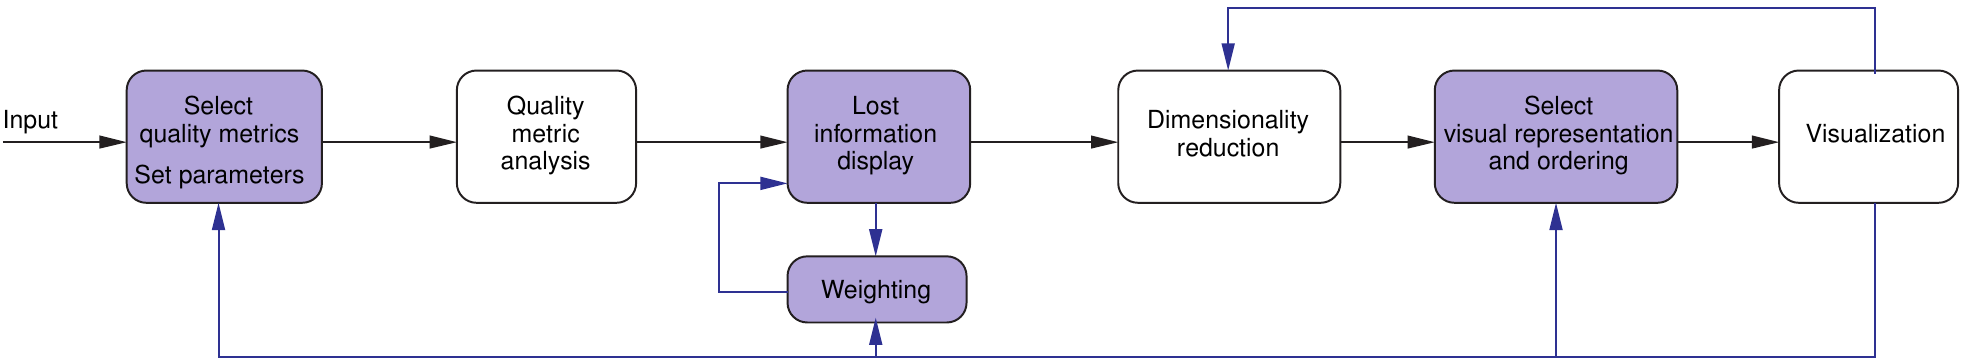 Input
Select
quality metrics
Set parameters
Quality
metric
analysis
Lost
information
display
Weighting
Dimensionality
reduction
Select
visual representation
and ordering
Visualization